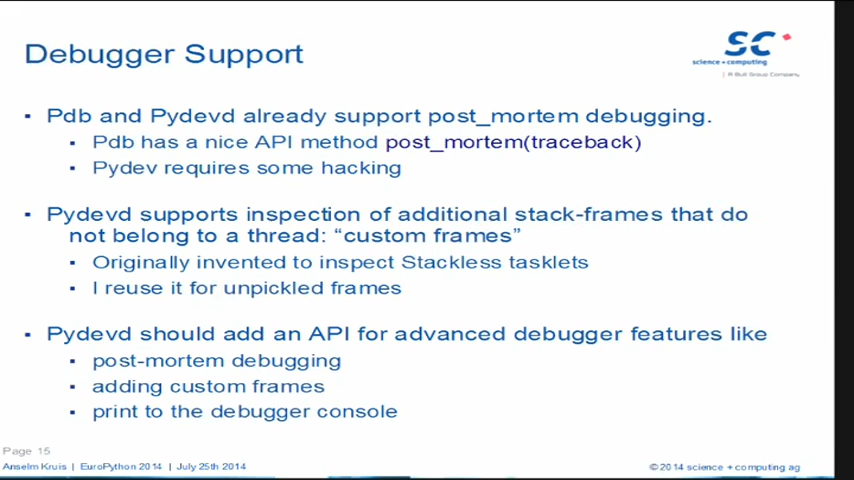 Debugger Support
SC
science + computing
| A Bull Group Company
▪ Pdb and Pydevd already support post_mortem debugging.
▪ Pdb has a nice API method post_mortem(traceback)
▪ Pydev requires some hacking
▪ Pydevd supports inspection of additional stack-frames that do
not belong to a thread: “custom frames”
▪ Originally invented to inspect Stackless tasklets
▪ I reuse it for unpickled frames
▪ Pydevd should add an API for advanced debugger features like
▪ post-mortem debugging
▪ adding custom frames
▪ print to the debugger console
Page 15
Anselm Kruis | EuroPython 2014 | July 25th 2014
©2014 science + computing ag